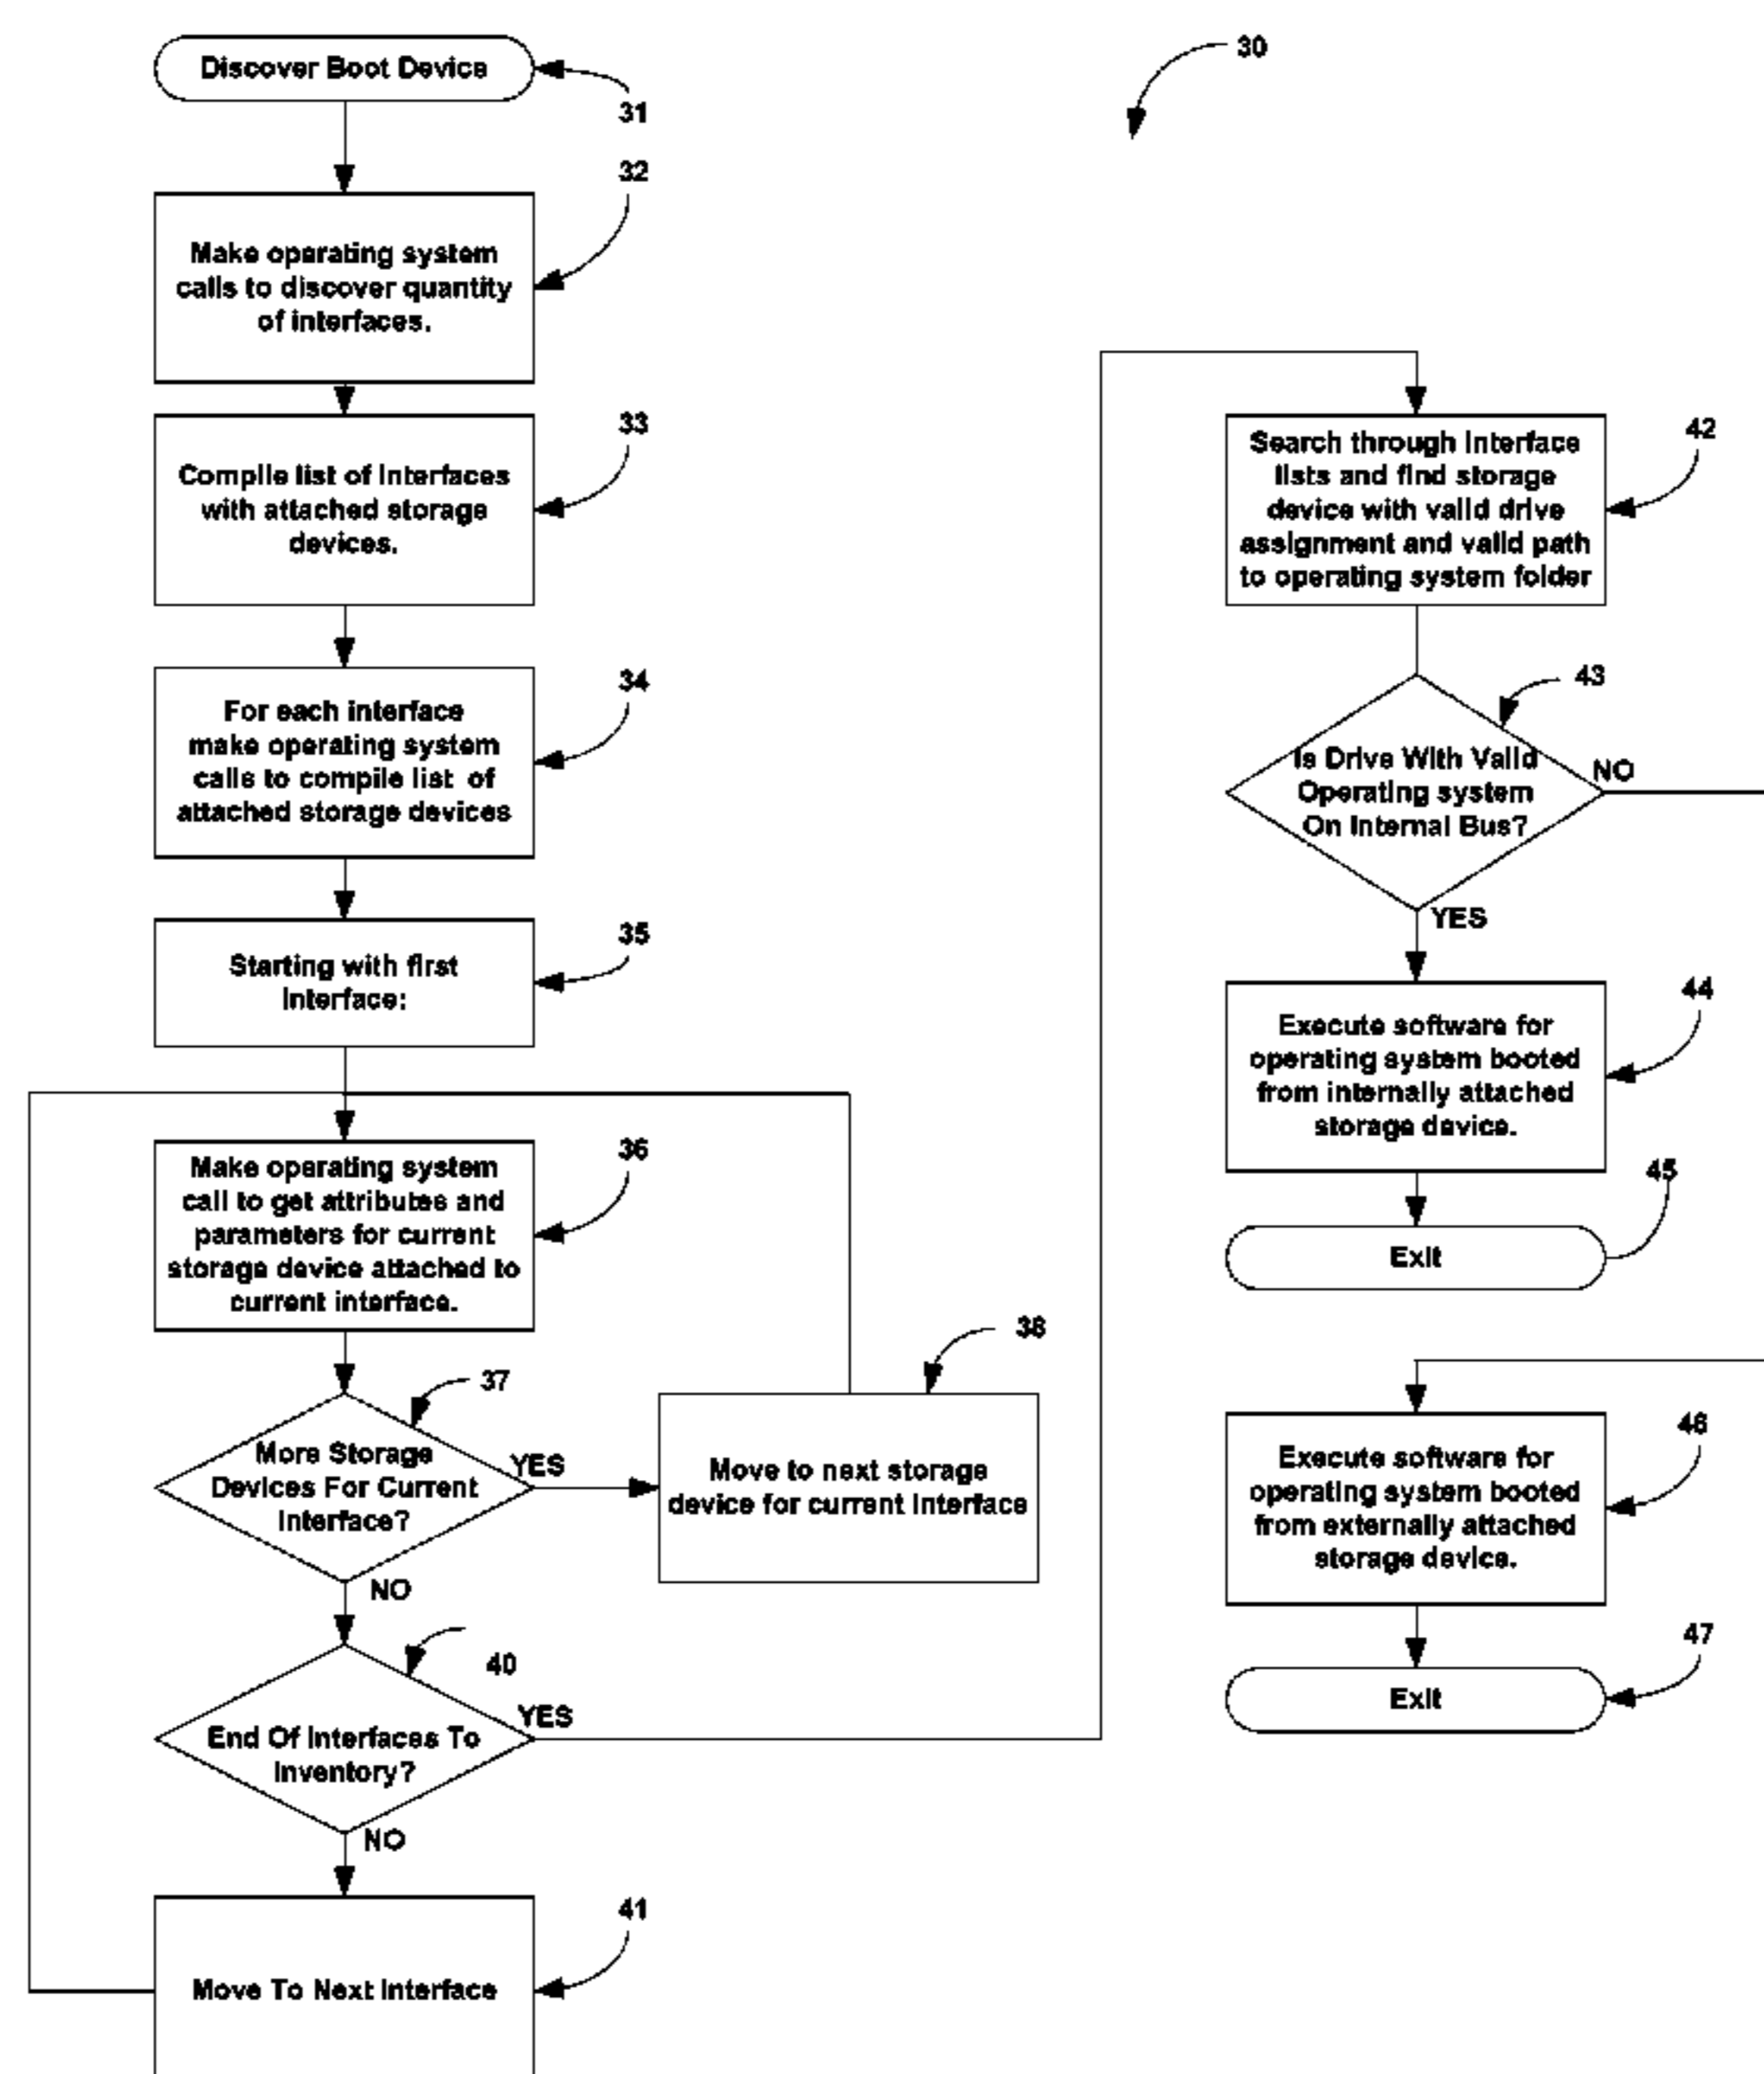 Discover Boot Device
31
30
32
Make operating system
calls to discover quantity
of interfaces.
33
Compile list of interfaces
with attached storage
devices.
34
For each interface
make operating system
calls to compile list of
attached storage devices
35
Starting with first
interface:
36
Make operating system
call to get attributes and
parameters for current
storage device attached to
current interface.
37
More Storage
Devices For Current
Interface?
YES
NO
38
Move to next storage
device for current interface
40
End Of Interfaces To
Inventory?
YES
NO
41
Move To Next Interface
42
Search through interface
lists and find storage
device with valid drive
assignment and valid path
to operating system folder
43
Is Drive With Valid
Operating system
On Internal Bus?
NO
YES
44
Execute software for
operating system booted
from internally attached
storage device.
45
Exit
46
Execute software for
operating system booted
from externally attached
storage device.
47
Exit